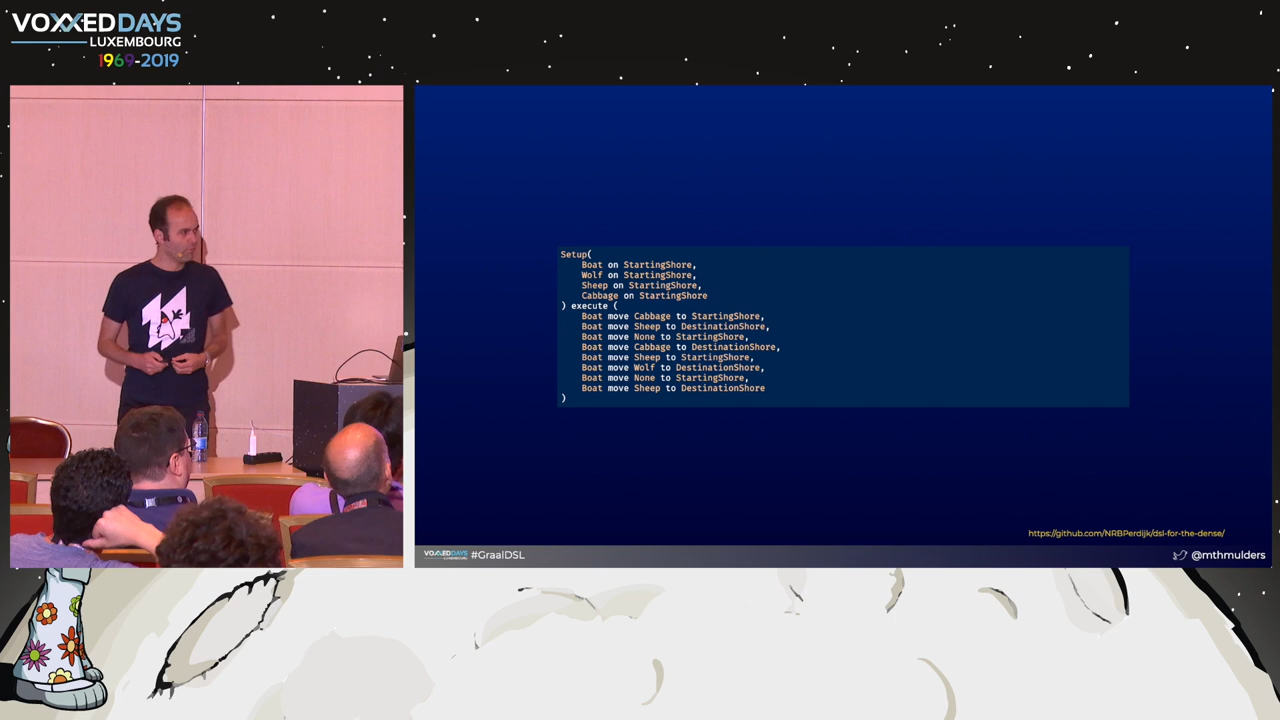 VOXXED DAYS
LUXEMBOURG
1969-2019
Setup(
Boat on StartingShore,
Wolf on StartingShore,
Sheep on StartingShore,
Cabbage on StartingShore
) execute (
Boat move Cabbage to StartingShore,
Boat move Sheep to DestinationShore,
Boat move None to StartingShore,
Boat move Cabbage to DestinationShore,
Boat move Sheep to StartingShore,
Boat move Wolf to DestinationShore,
Boat move None to StartingShore,
Boat move Sheep to DestinationShore
)
https://github.com/NRBPerdijk/dsl-for-the-dense/
VOXXED DAYS
LUXEMBOURG
#GraalDSL
@mthmulders